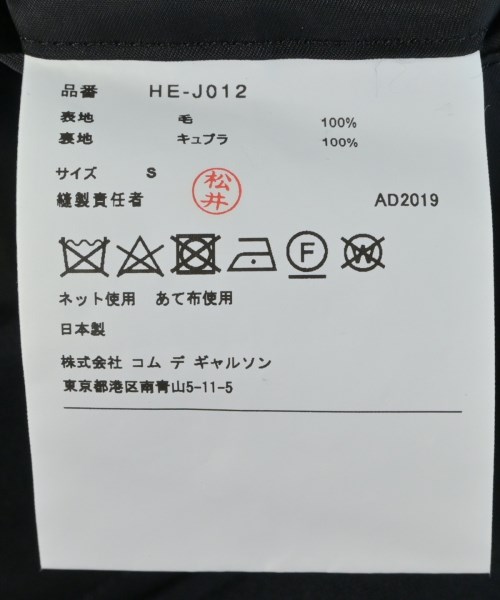 品番 HE-J012
表地 毛 100%
裏地 キュプラ 100%
サイズ S
縫製責任者 松井 AD2019
F W
ネット使用 あて布使用
日本製
株式会社 コム デ ギャルソン
東京都港区南青山5-11-5